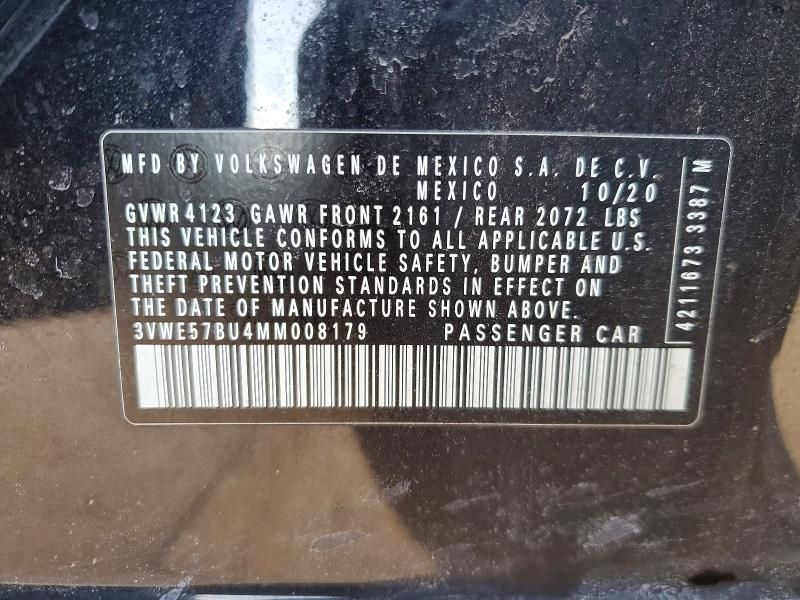 MFD BY VOLKSWAGEN DE MEXICO S.A. DE C.V.
MEXICO 10/20
GVWR 4123, GAWR FRONT 2161 / REAR 2072 LBS
THIS VEHICLE CONFORMS TO ALL APPLICABLE U.S.
FEDERAL MOTOR VEHICLE SAFETY, BUMPER AND
THEFT PREVENTION STANDARDS IN EFFECT ON
THE DATE OF MANUFACTURE SHOWN ABOVE.
3VWE57BU4MM008179 PASSENGER CAR
4211673 3387 M